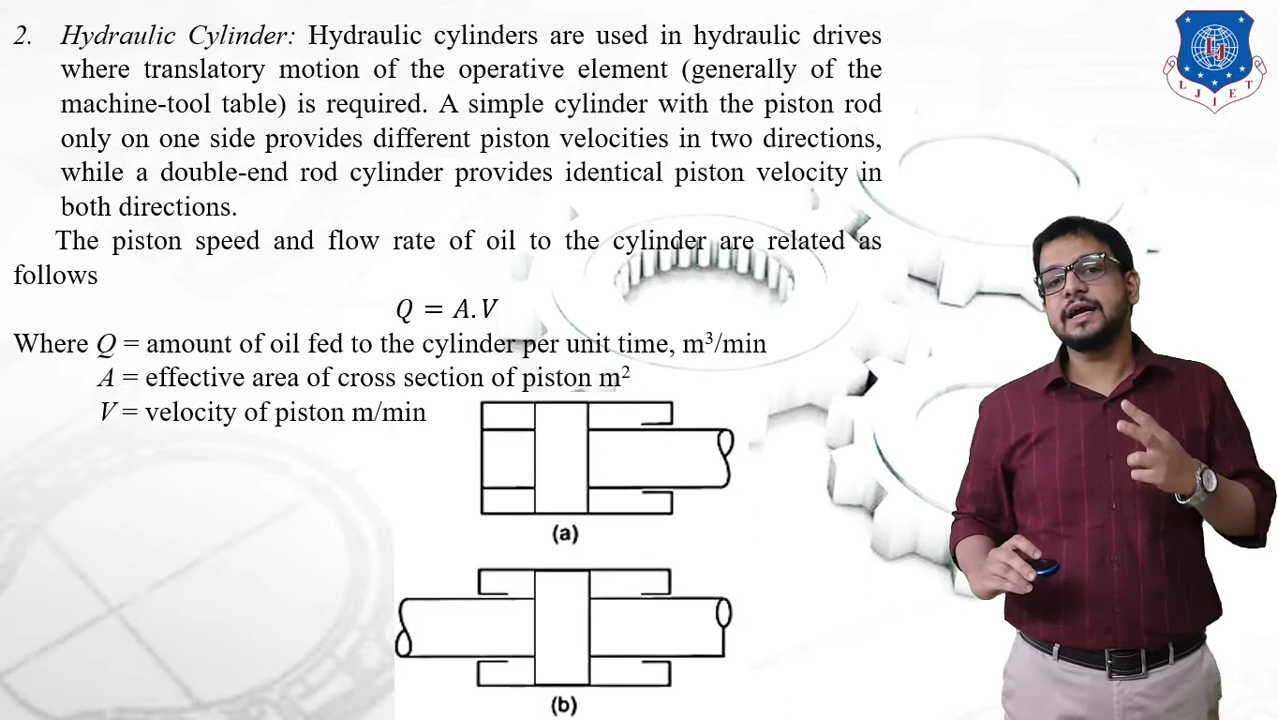 2. Hydraulic Cylinder: Hydraulic cylinders are used in hydraulic drives
where translatory motion of the operative element (generally of the
machine-tool table) is required. A simple cylinder with the piston rod
only on one side provides different piston velocities in two directions,
while a double-end rod cylinder provides identical piston velocity in
both directions.
The piston speed and flow rate of oil to the cylinder are related as
follows
Q = A.V
Where Q = amount of oil fed to the cylinder per unit time, m³/min
A = effective area of cross section of piston m²
V = velocity of piston m/min
(a)
(b)
LJ
L J I E T